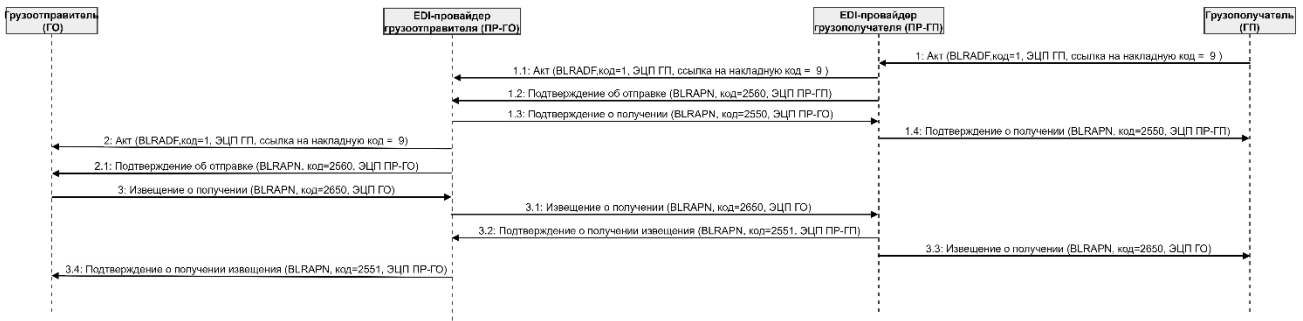 Грузоотправитель
(ГО)
EDI-провайдер
грузоотправителя (ПР-ГО)
EDI-провайдер
грузополучателя (ПР-ГП)
Грузополучатель
(ГП)
1: Акт (BLRADF,код=1, ЭЦП ГП, ссылка на накладную код = 9 )
1.1: Акт (BLRADF,код=1, ЭЦП ГП, ссылка на накладную код = 9 )
1.2: Подтверждение об отправке (BLRAPN, код=2560, ЭЦП ПР-ГП)
1.3: Подтверждение о получении (BLRAPN, код=2550, ЭЦП ПР-ГО)
1.4: Подтверждение о получении (BLRAPN, код=2550, ЭЦП ПР-ГП)
2: Акт (BLRADF,код=1, ЭЦП ГП, ссылка на накладную код = 9)
2.1: Подтверждение об отправке (BLRAPN, код=2560, ЭЦП ПР-ГО)
3: Извещение о получении (BLRAPN, код=2650, ЭЦП ГО)
3.1: Извещение о получении (BLRAPN, код=2650, ЭЦП ГО)
3.2: Подтверждение о получении извещения (BLRAPN, код=2551, ЭЦП ПР-ГП)
3.3: Извещение о получении (BLRAPN, код=2650, ЭЦП ГО)
3.4: Подтверждение о получении извещения (BLRAPN, код=2551, ЭЦП ПР-ГО)